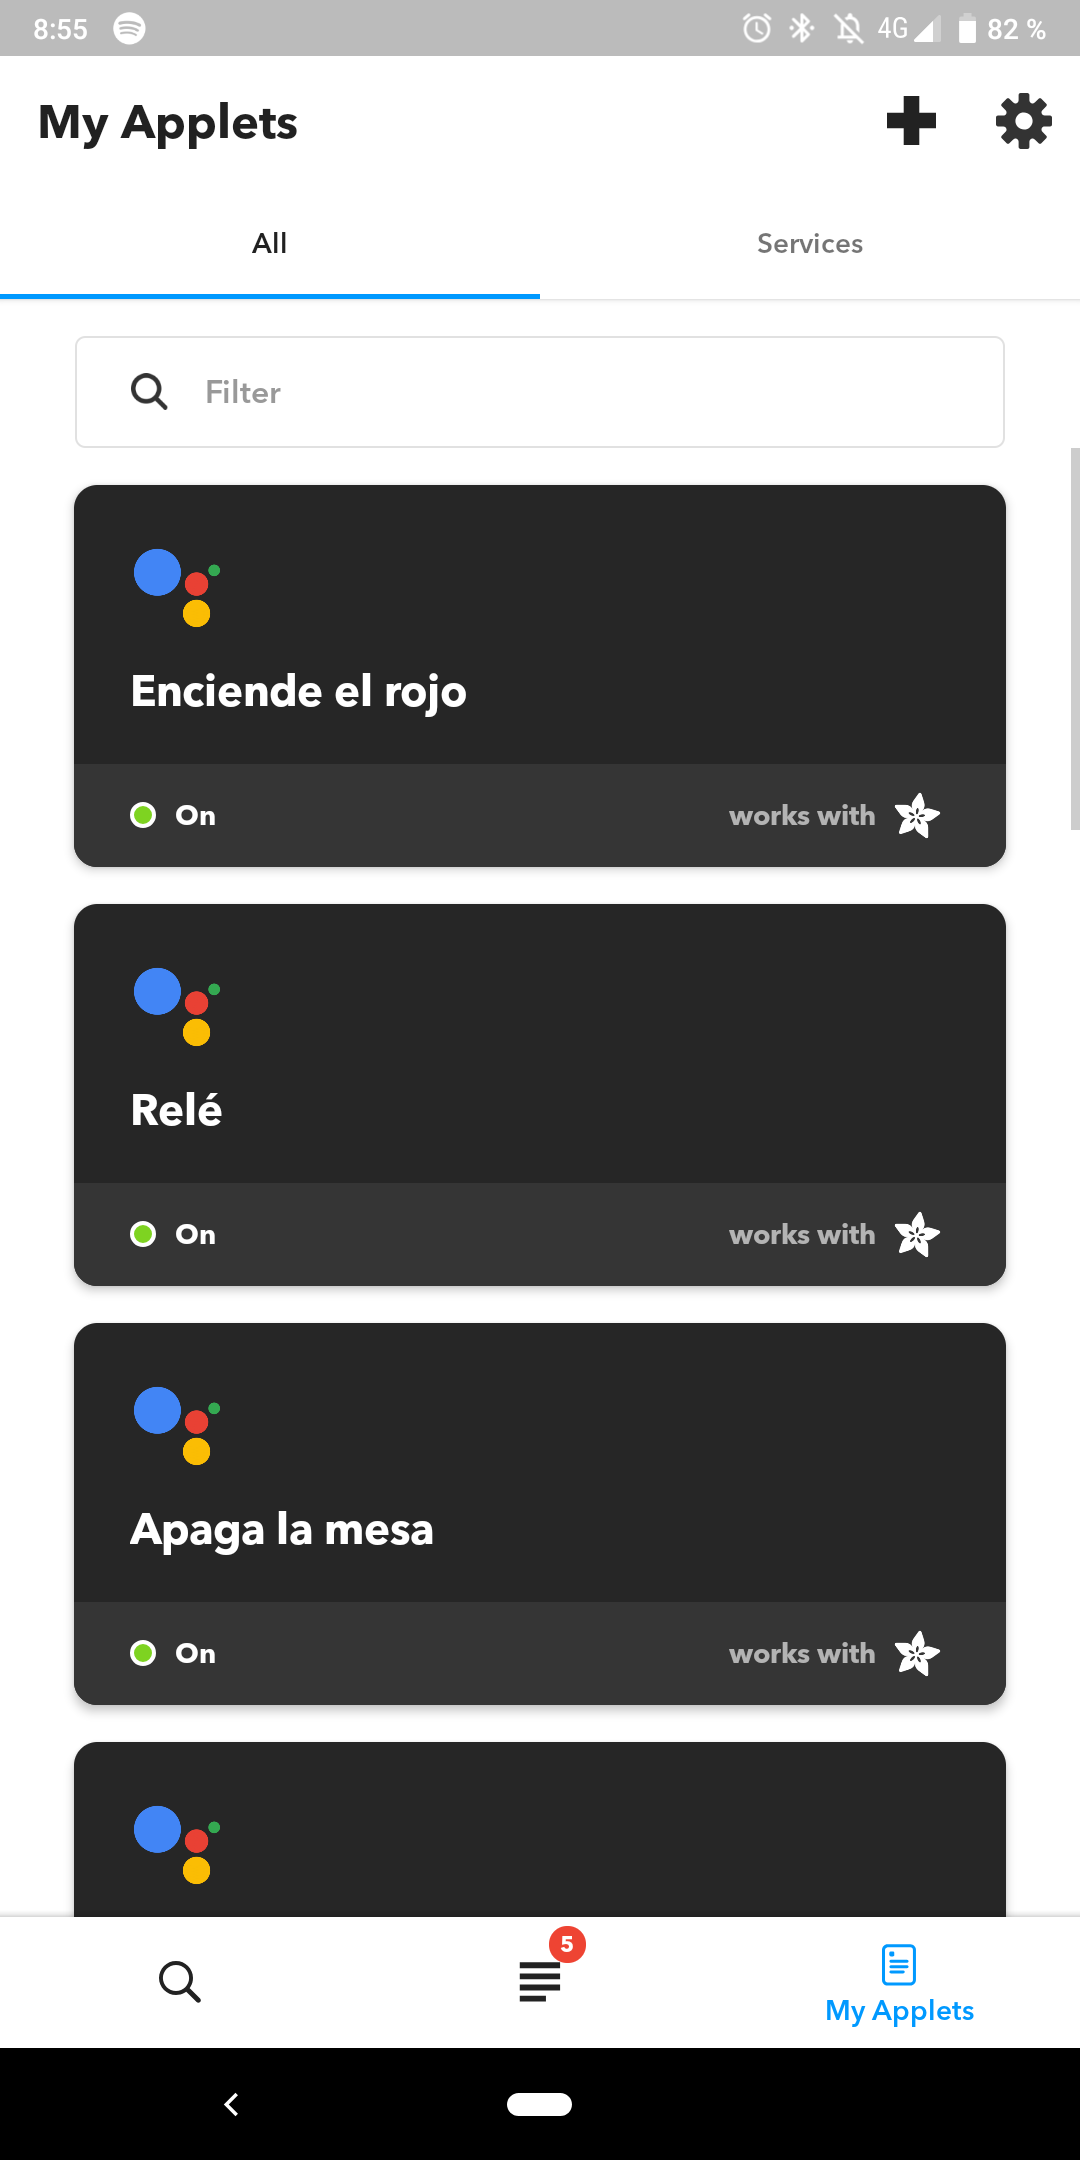 8:55 4G 82 %
My Applets
All Services
Filter
Enciende el rojo
On works with
Relé
On works with
Apaga la mesa
On works with
5
My Applets